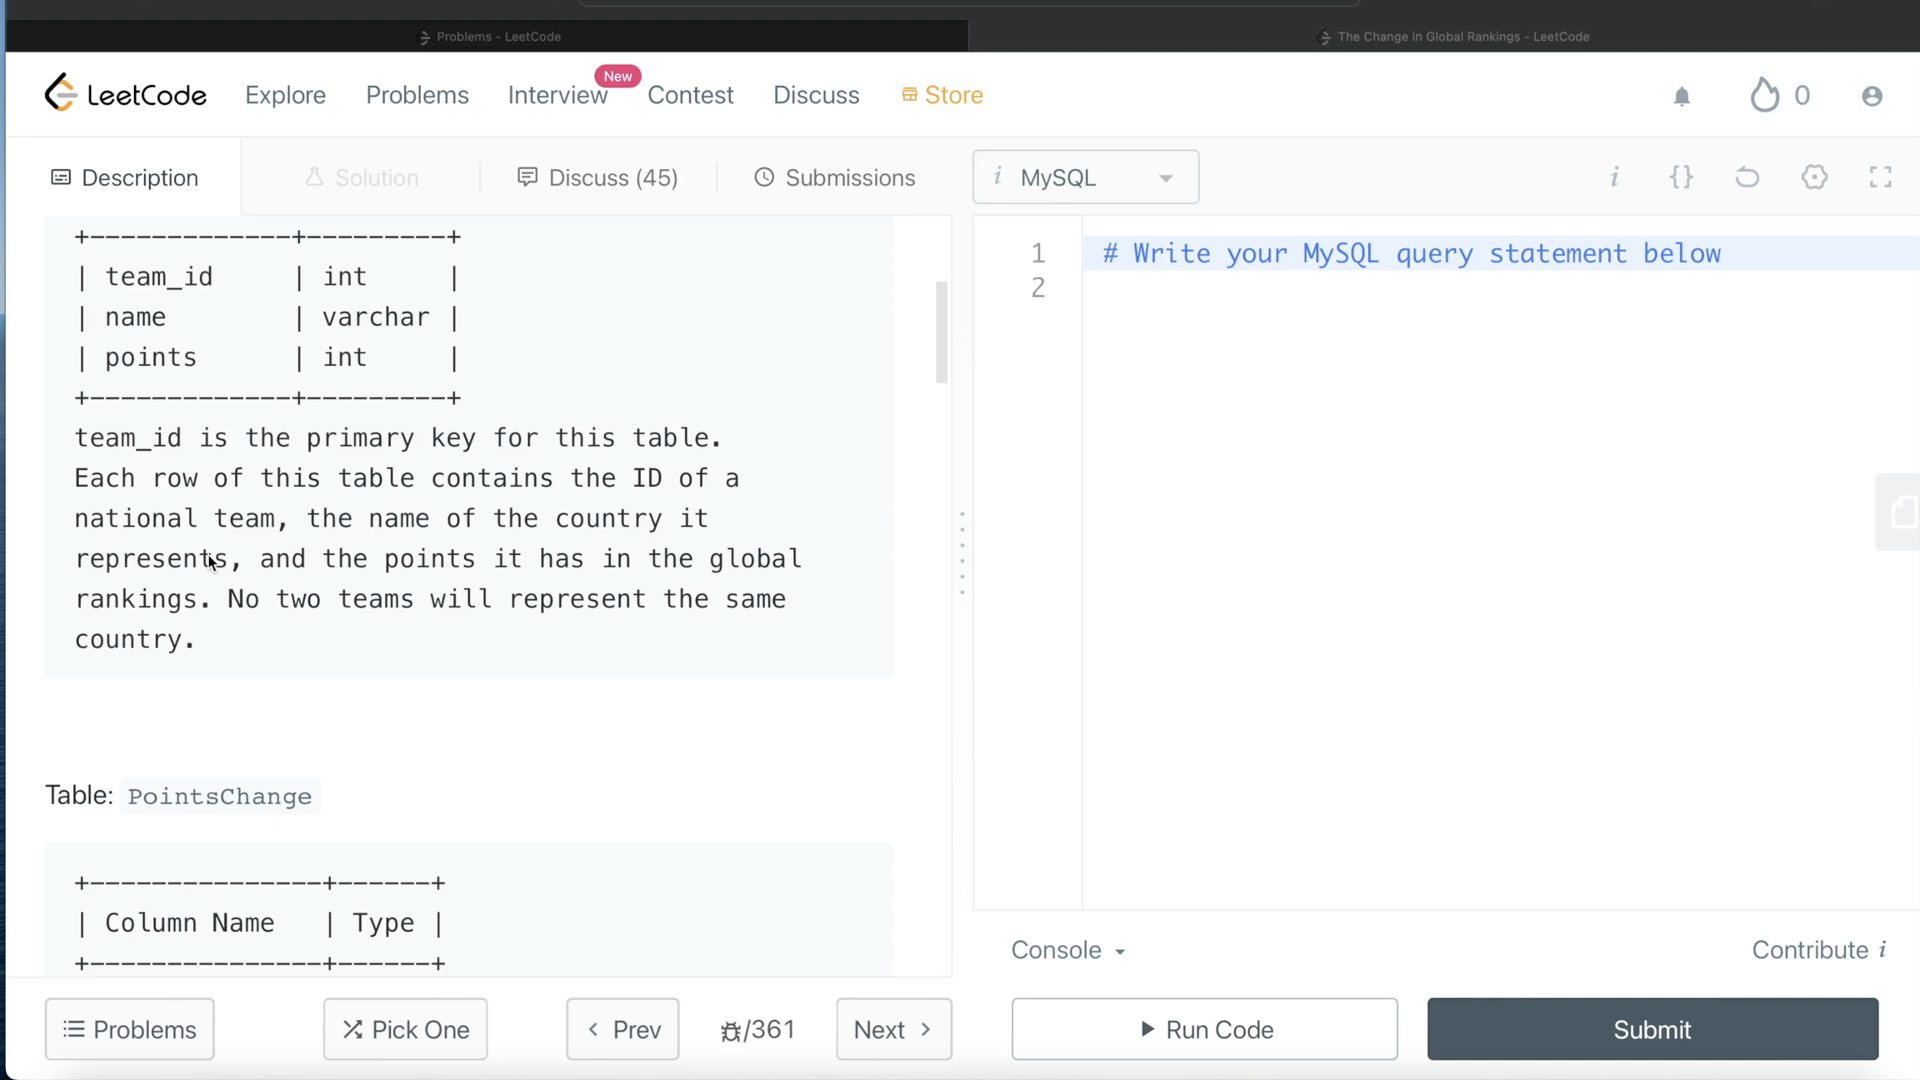 Problems - LeetCode
The Change in Global Rankings - LeetCode
LeetCode Explore Problems Interview New Contest Discuss Store 0
Description Solution Discuss (45) Submissions
+-------------+---------+
| team_id | int |
| name | varchar |
| points | int |
+-------------+---------+
team_id is the primary key for this table.
Each row of this table contains the ID of a
national team, the name of the country it
represents, and the points it has in the global
rankings. No two teams will represent the same
country.
Table: PointsChange
+---------------+------+
| Column Name | Type |
+---------------+------+
Problems Pick One Prev /361 Next
i MySQL i {}
1 # Write your MySQL query statement below
2
Console Contribute i
Run Code Submit